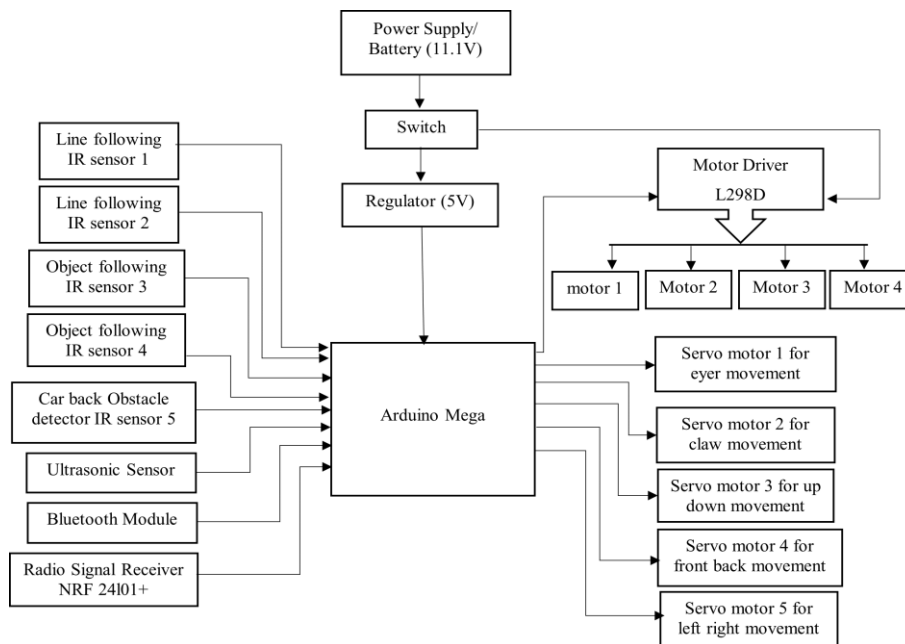 Power Supply/
Battery (11.1V)
Switch
Regulator (5V)
Line following
IR sensor 1
Line following
IR sensor 2
Object following
IR sensor 3
Object following
IR sensor 4
Car back Obstacle
detector IR sensor 5
Ultrasonic Sensor
Bluetooth Module
Radio Signal Receiver
NRF 24l01+
Arduino Mega
Motor Driver
L298D
motor 1
Motor 2
Motor 3
Motor 4
Servo motor 1 for
eyer movement
Servo motor 2 for
claw movement
Servo motor 3 for up
down movement
Servo motor 4 for
front back movement
Servo motor 5 for
left right movement